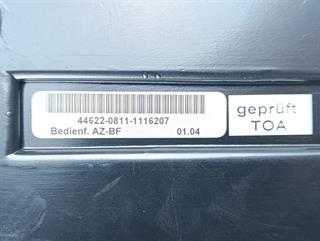 44622-0811-1116207
Bedienf. AZ-BF 01.04
geprüft
TOA